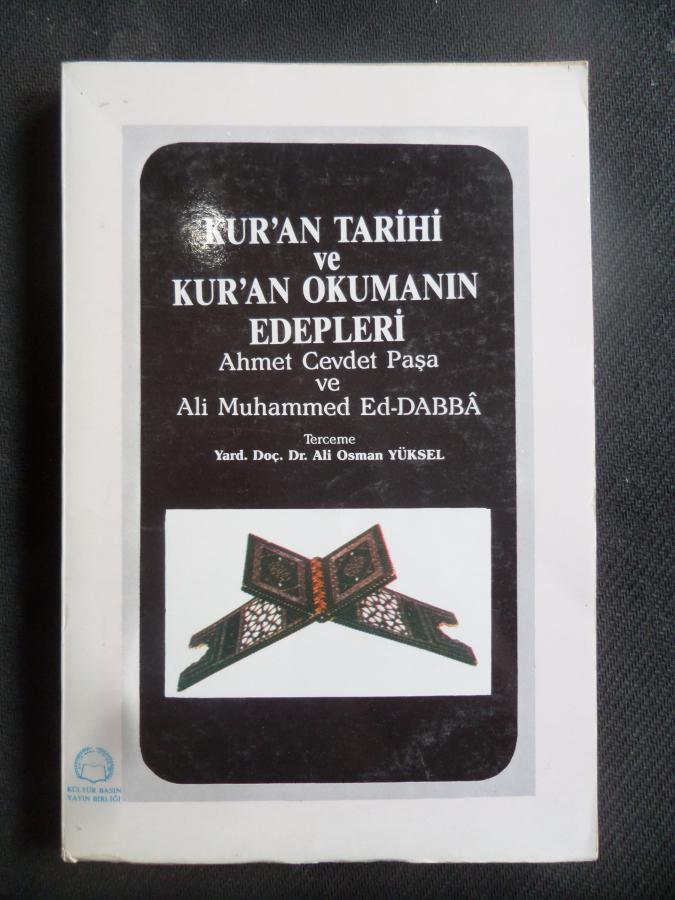 KUR'AN TARİHİ
ve
KUR'AN OKUMANIN
EDEPLERİ
Ahmet Cevdet Paşa
ve
Ali Muhammed Ed-DABBÂ
Terceme
Yard. Doç. Dr. Ali Osman YÜKSEL
KÜLTÜR BASIN
YAYIN BİRLİĞİ